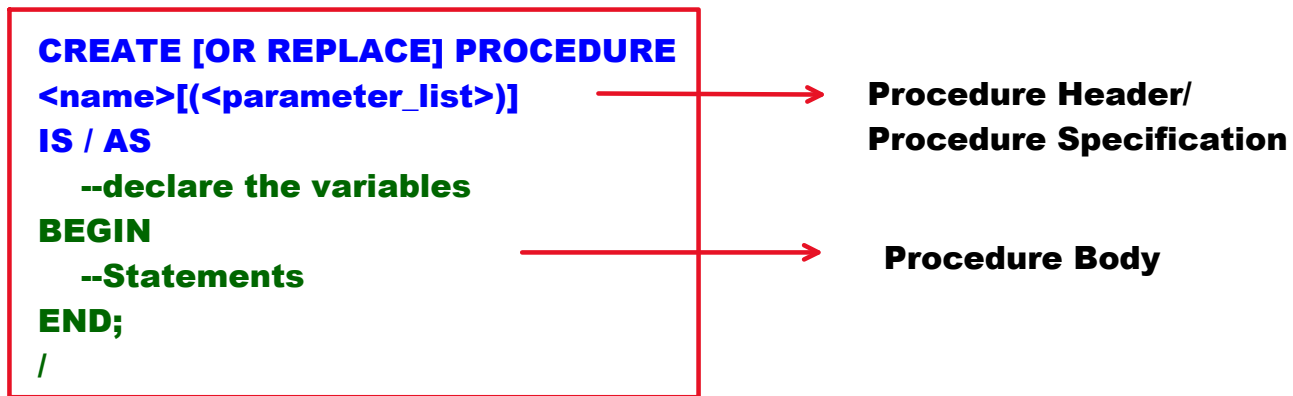 CREATE [OR REPLACE] PROCEDURE
<name>[(<parameter_list>)]
IS / AS
--declare the variables
BEGIN
--Statements
END;
/
Procedure Header/
Procedure Specification
Procedure Body